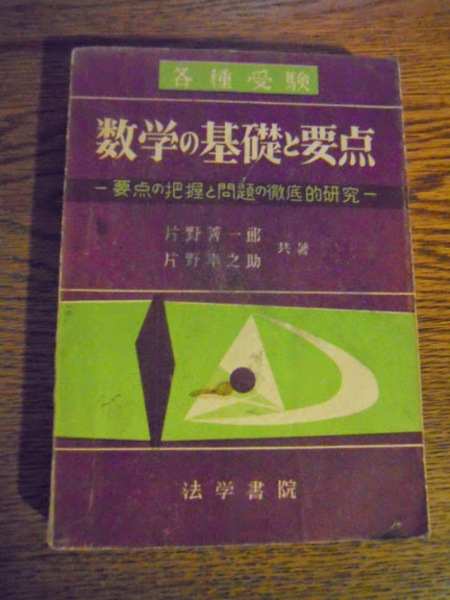 各種受験
数学の基礎と要点
－要点の把握と問題の徹底的研究－
片野善一郎
片野 之助 共著
法学書院